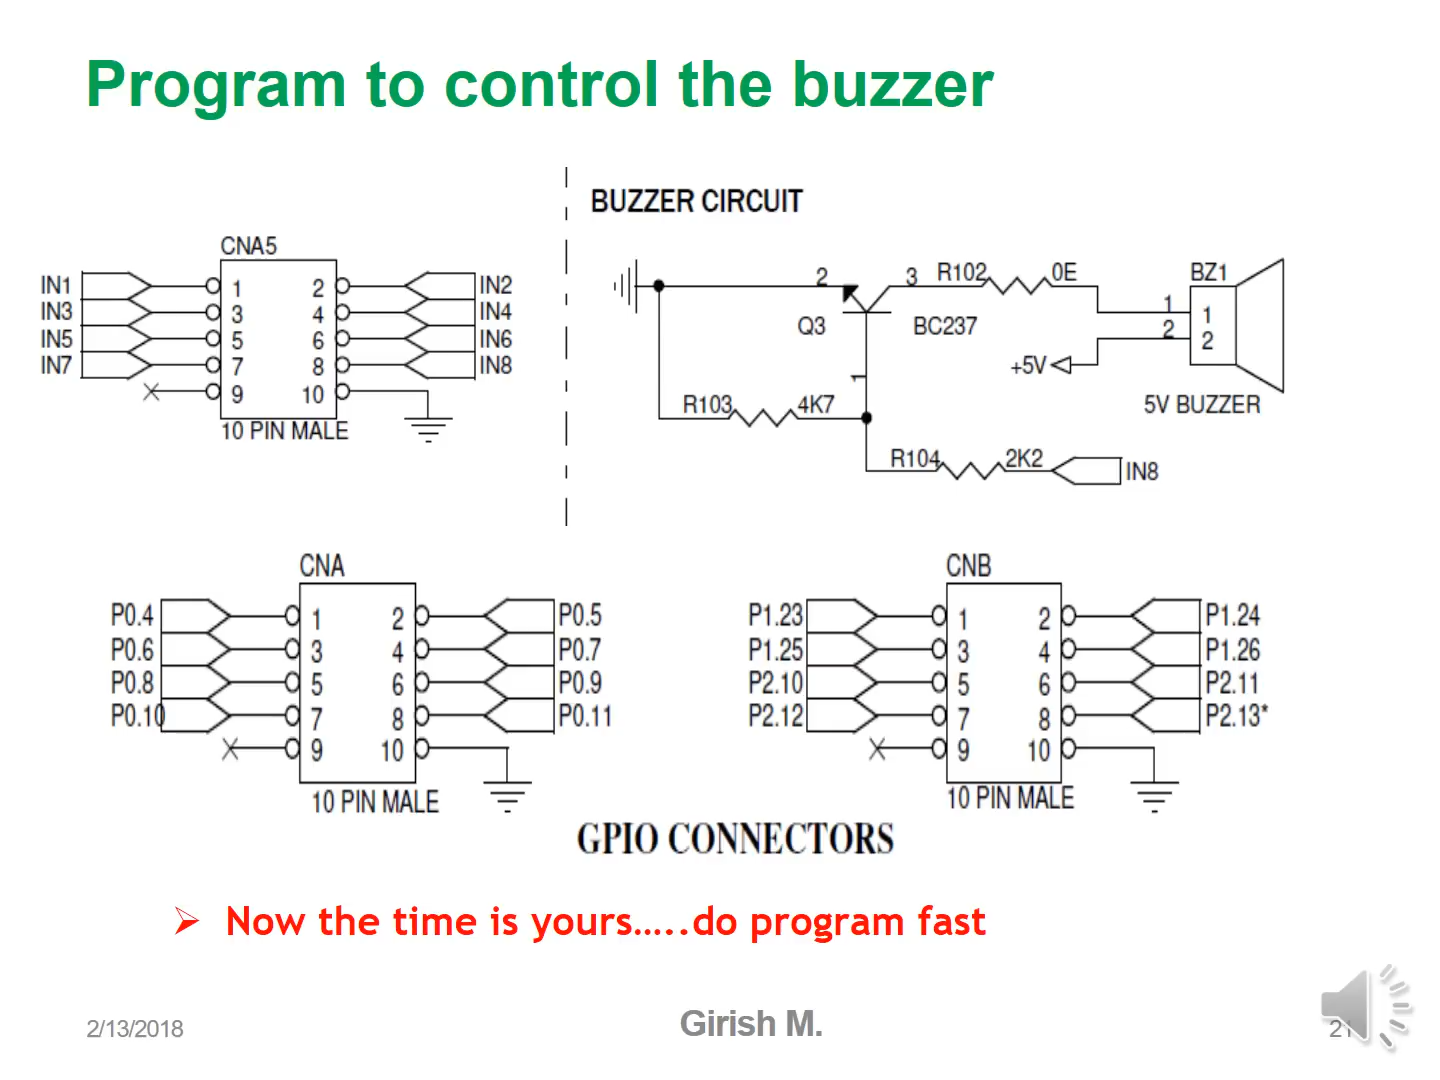 Program to control the buzzer
BUZZER CIRCUIT
CNA5
IN1 1 2 IN2
IN3 3 4 IN4
IN5 5 6 IN6
IN7 7 8 IN8
9 10
10 PIN MALE
2 3 R102 0E BZ1
Q3 BC237
1 1
2 2
+5V
1
R103 4K7 5V BUZZER
R104 2K2 IN8
CNA
P0.4 1 2 P0.5
P0.6 3 4 P0.7
P0.8 5 6 P0.9
P0.10 7 8 P0.11
9 10
10 PIN MALE
CNB
P1.23 1 2 P1.24
P1.25 3 4 P1.26
P2.10 5 6 P2.11
P2.12 7 8 P2.13*
9 10
10 PIN MALE
GPIO CONNECTORS
Now the time is yours…..do program fast
2/13/2018 Girish M. 21